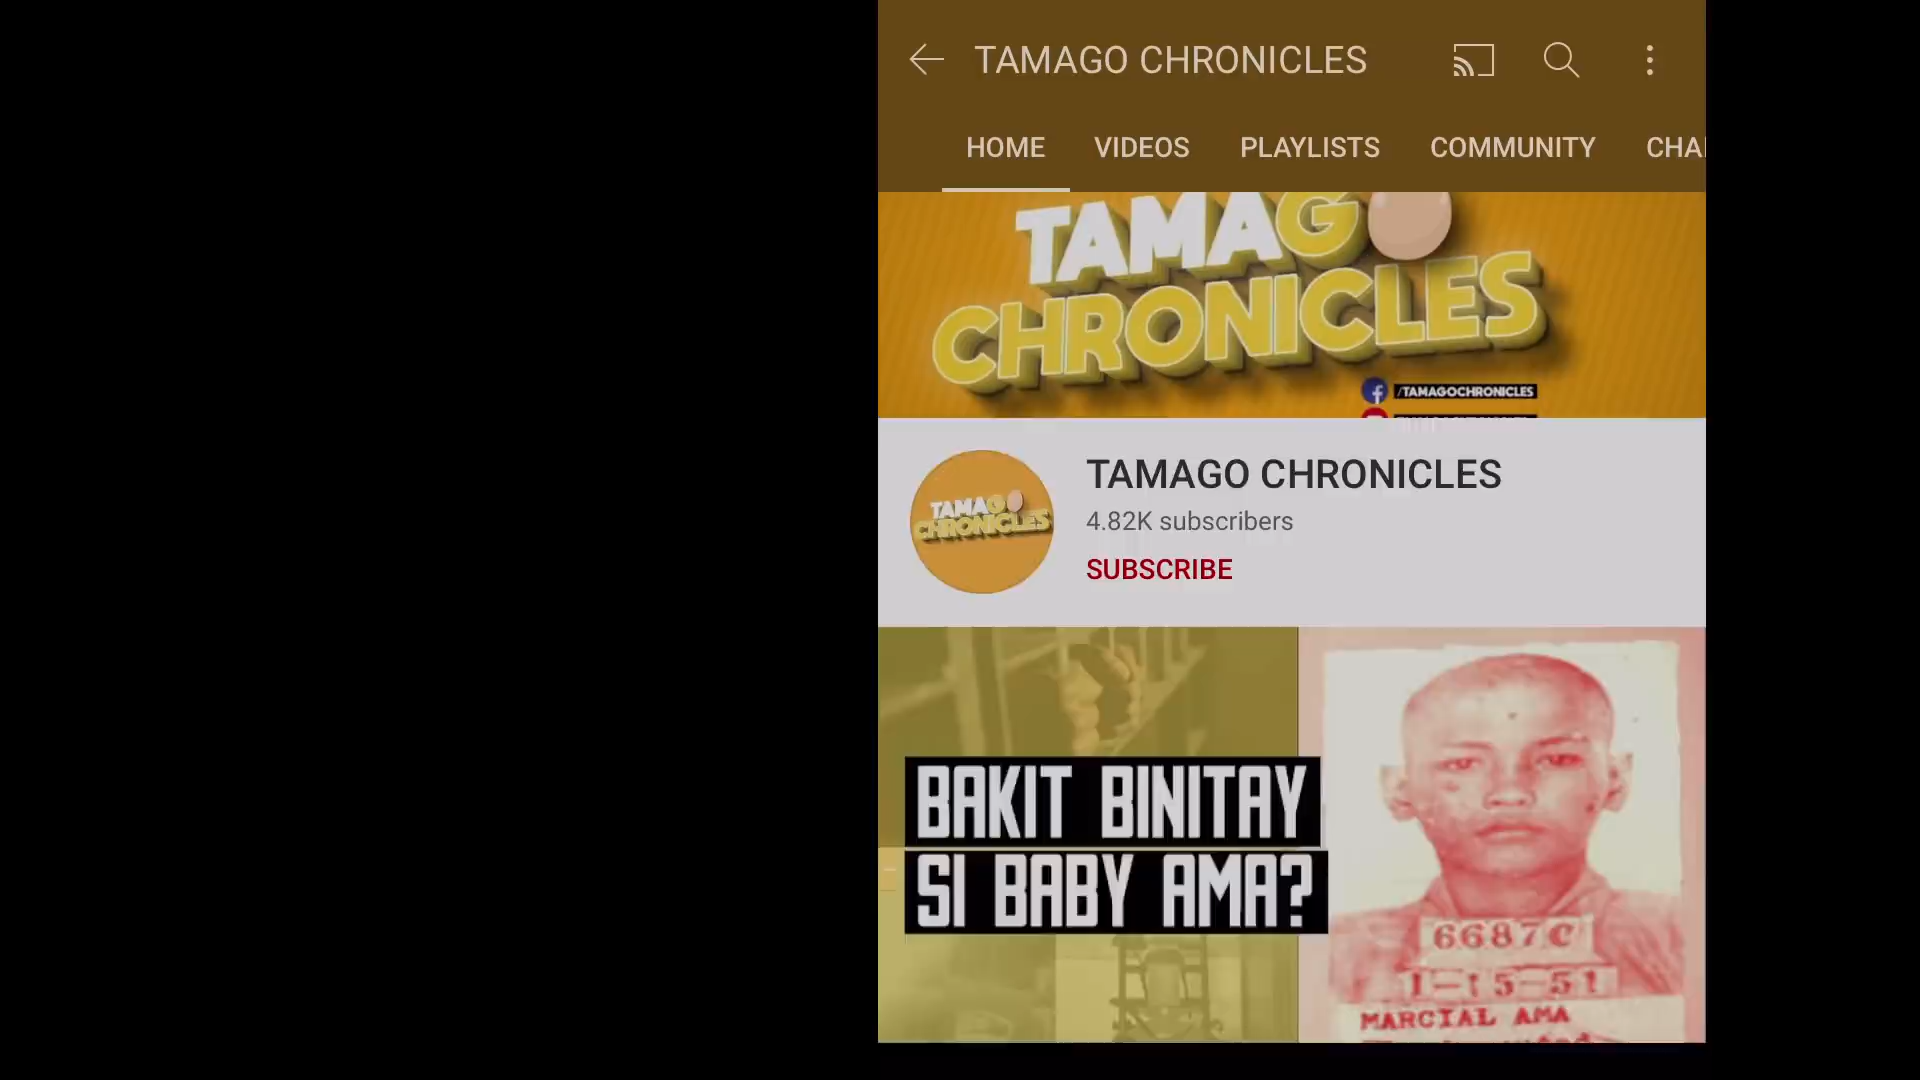 TAMAGO CHRONICLES
HOME VIDEOS PLAYLISTS COMMUNITY CHA
TAMAGO
CHRONICLES
/TAMAGOCHRONICLES
TAMAGO CHRONICLES
4.82K subscribers
SUBSCRIBE
TAMAGO
CHRONICLES
BAKIT BINITAY
SI BABY AMA?
6687C
1-15-51
MARCIAL AMA